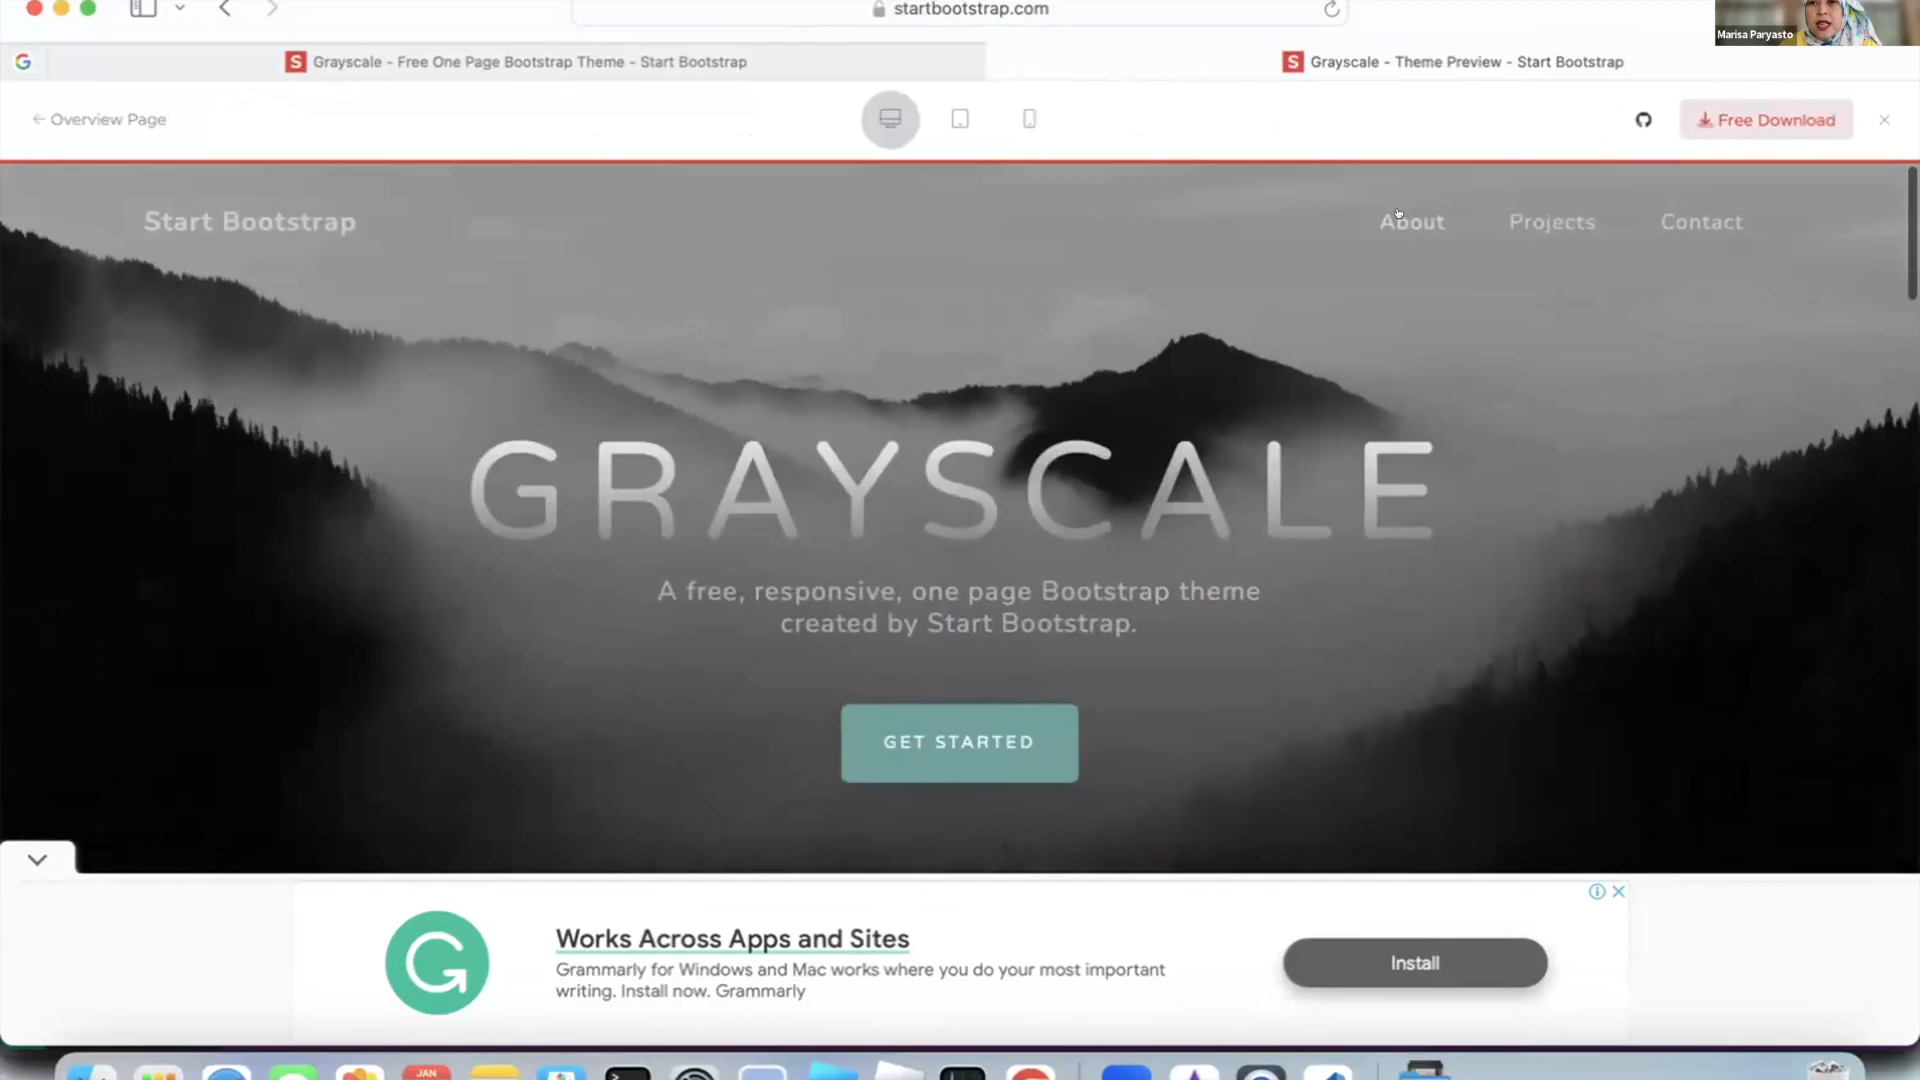 startbootstrap.com
Marisa Paryasto
G
S Grayscale - Free One Page Bootstrap Theme - Start Bootstrap
S Grayscale - Theme Preview - Start Bootstrap
← Overview Page
Free Download
Start Bootstrap
About
Projects
Contact
GRAYSCALE
A free, responsive, one page Bootstrap theme
created by Start Bootstrap.
GET STARTED
G
Works Across Apps and Sites
Grammarly for Windows and Mac works where you do your most important
writing. Install now. Grammarly
Install
JAN